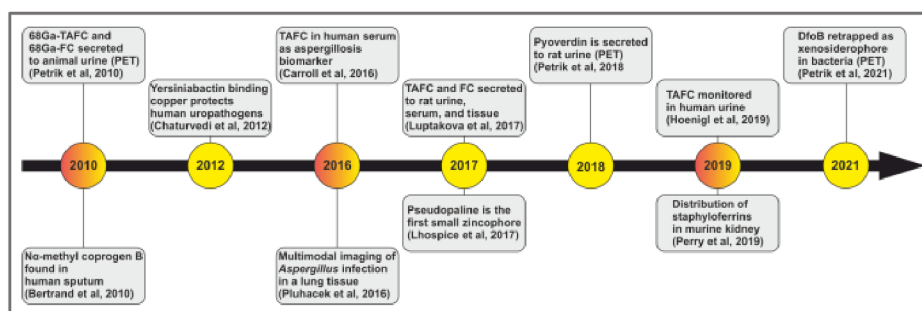 68Ga-TAFC and
68Ga-FC secreted
to animal urine (PET)
(Petrik et al, 2010)
Yersiniabactin binding
copper protects
human uropathogens
(Chaturvedi et al, 2012)
TAFC in human serum
as aspergillosis
biomarker
(Carroll et al, 2016)
TAFC and FC secreted
to rat urine,
serum, and tissue
(Luptakova et al, 2017)
Pyoverdin is secreted
to rat urine (PET)
(Petrik et al, 2018
TAFC monitored
in human urine
(Hoenigl et al, 2019)
DfoB retrapped as
xenosiderophore
in bacteria (PET)
(Petrik et al, 2021)
2010
2012
2016
2017
2018
2019
2021
Nα-methyl coprogen B
found in
human sputum
(Bertrand et al, 2010)
Multimodal imaging of
Aspergillus infection
in a lung tissue
(Pluhacek et al, 2016)
Pseudopaline is the
first small zincophore
(Lhospice et al, 2017)
Distribution of
staphyloferrins
in murine kidney
(Perry et al, 2019)